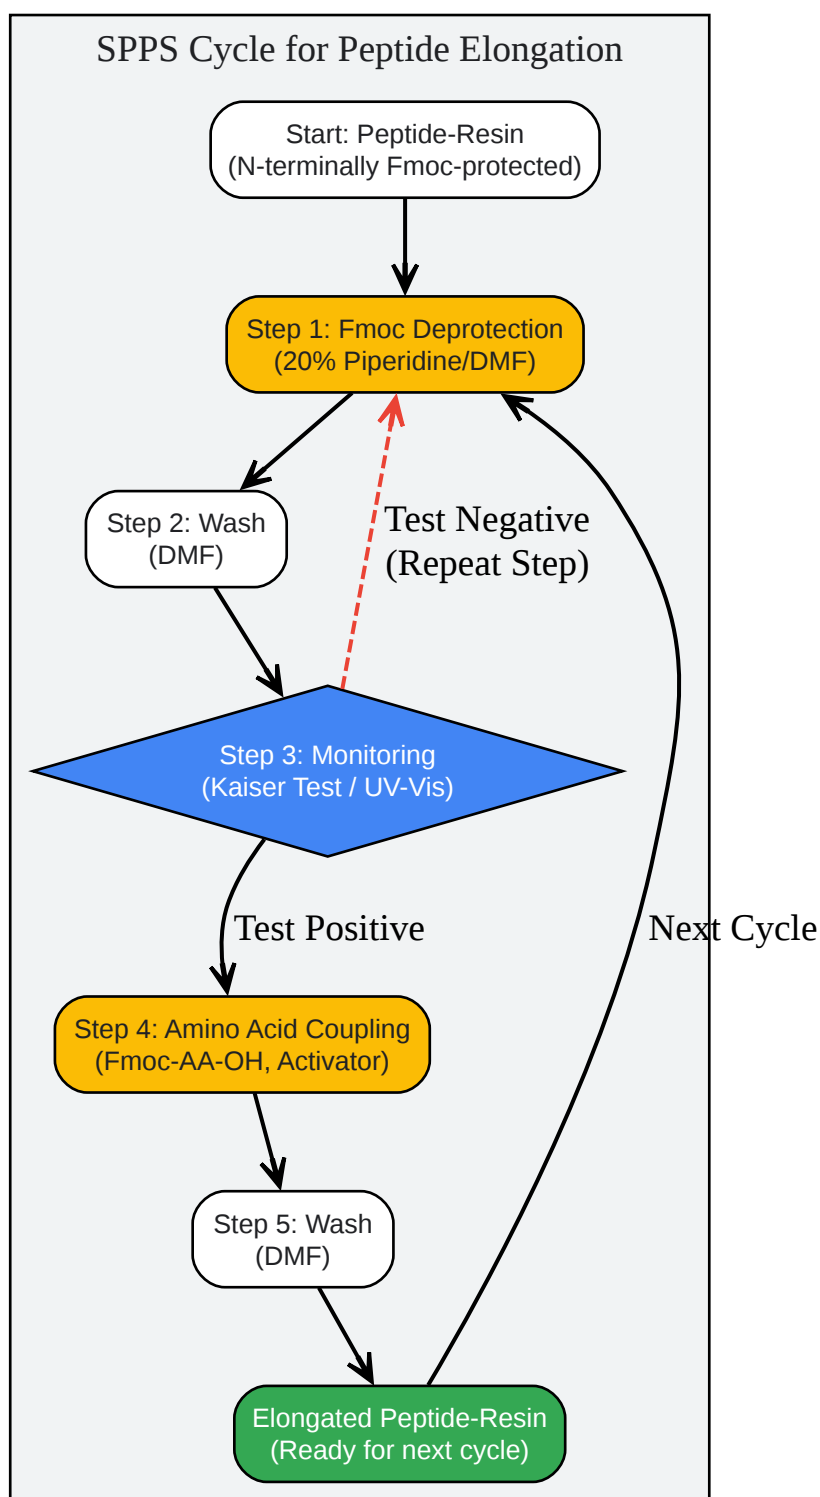 SPPS Cycle for Peptide Elongation
Start: Peptide-Resin
(N-terminally Fmoc-protected)
Step 1: Fmoc Deprotection
(20% Piperidine/DMF)
Step 2: Wash
(DMF)
Test Negative
(Repeat Step)
Step 3: Monitoring
(Kaiser Test / UV-Vis)
Test Positive
Next Cycle
Step 4: Amino Acid Coupling
(Fmoc-AA-OH, Activator)
Step 5: Wash
(DMF)
Elongated Peptide-Resin
(Ready for next cycle)